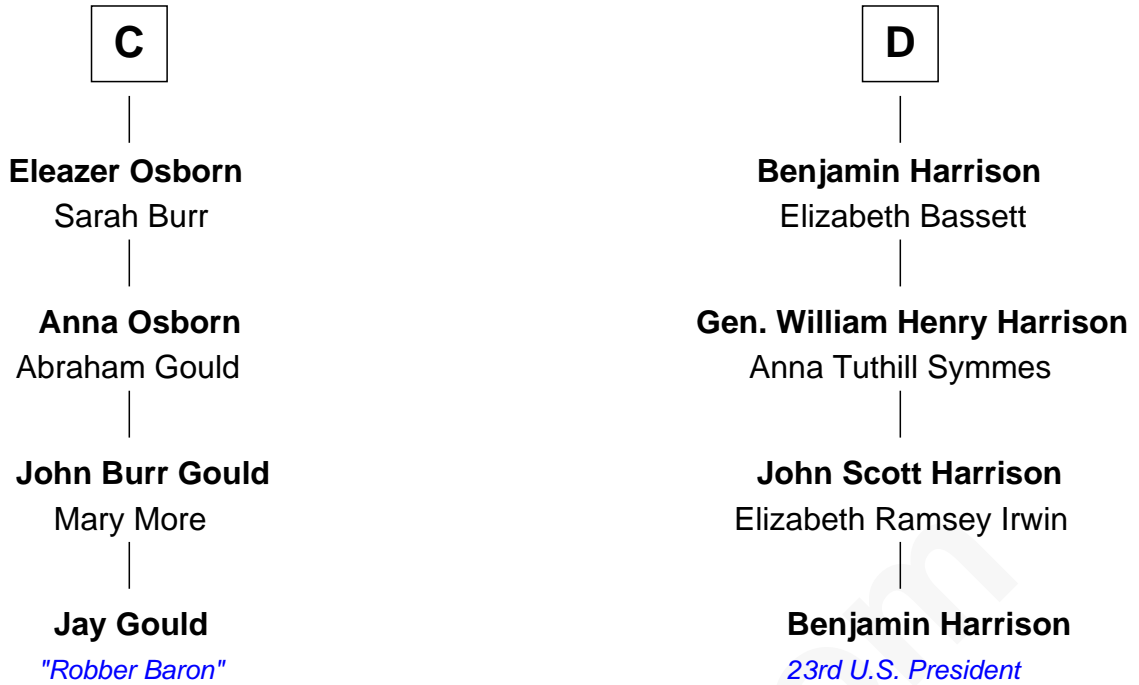 C
Eleazer Osborn
Sarah Burr
Anna Osborn
Abraham Gould
John Burr Gould
Mary More
Jay Gould
"Robber Baron"
D
Benjamin Harrison
Elizabeth Bassett
Gen. William Henry Harrison
Anna Tuthill Symmes
John Scott Harrison
Elizabeth Ramsey Irwin
Benjamin Harrison
23rd U.S. President